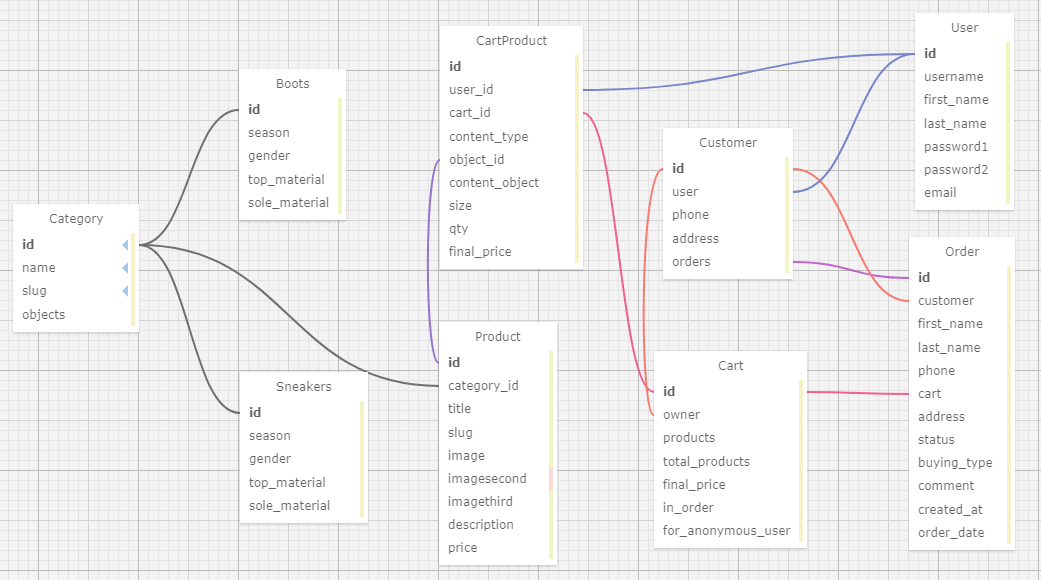 Category
id
name
slug
objects
Boots
id
season
gender
top_material
sole_material
Sneakers
id
season
gender
top_material
sole_material
CartProduct
id
user_id
cart_id
content_type
object_id
content_object
size
qty
final_price
Product
id
category_id
title
slug
image
imagesecond
imagethird
description
price
Customer
id
user
phone
address
orders
Cart
id
owner
products
total_products
final_price
in_order
for_anonymous_user
User
id
username
first_name
last_name
password1
password2
email
Order
id
customer
first_name
last_name
phone
cart
address
status
buying_type
comment
created_at
order_date